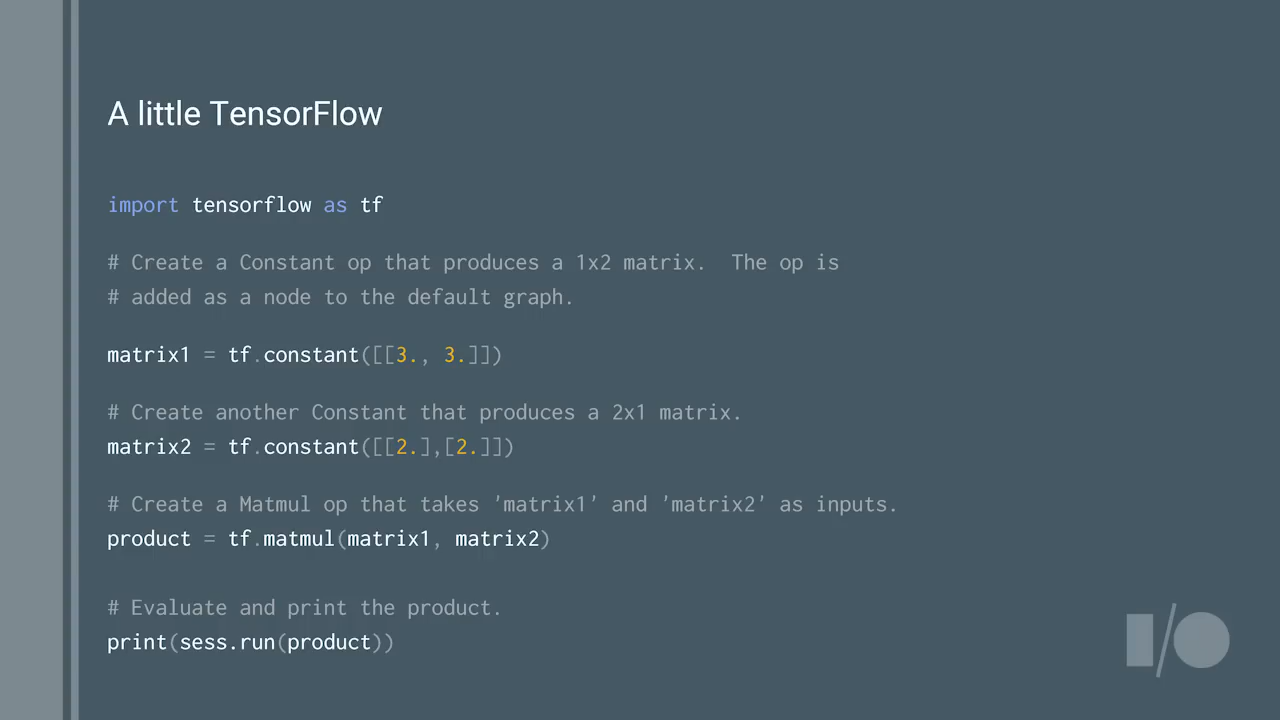 A little TensorFlow
import tensorflow as tf
# Create a Constant op that produces a 1x2 matrix.  The op is
# added as a node to the default graph.
matrix1 = tf.constant([[3., 3.]])
# Create another Constant that produces a 2x1 matrix.
matrix2 = tf.constant([[2.],[2.]])
# Create a Matmul op that takes 'matrix1' and 'matrix2' as inputs.
product = tf.matmul(matrix1, matrix2)
# Evaluate and print the product.
print(sess.run(product))
I/O